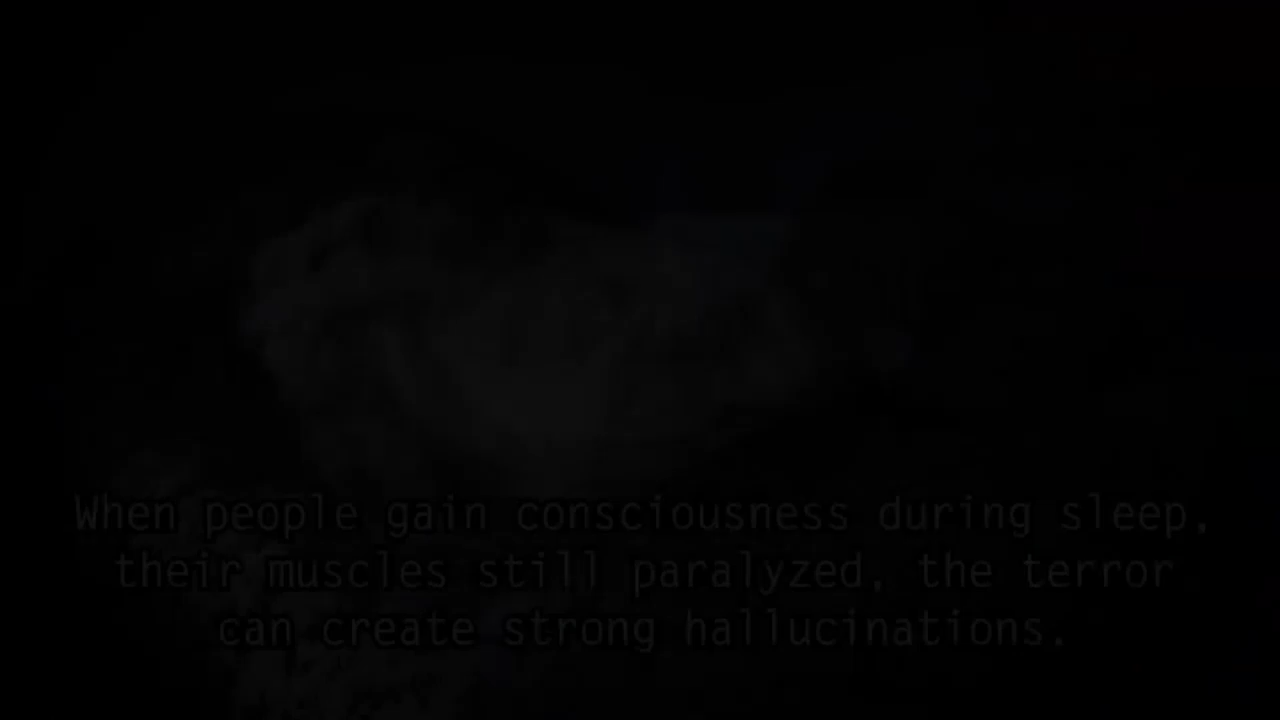 When people gain consciousness during sleep,
their muscles still paralyzed, the terror
can create strong hallucinations.